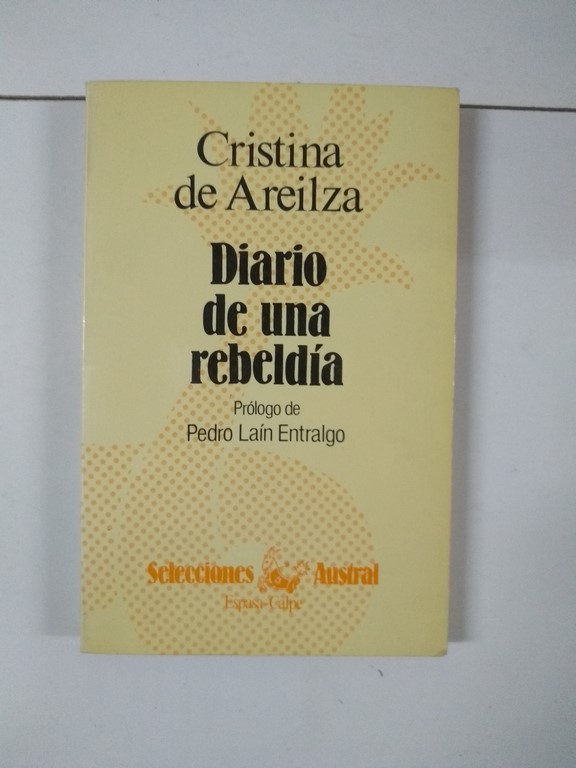 Cristina
de Areilza
Diario
de una
rebeldía
Prólogo de
Pedro Laín Entralgo
Selecciones Austral
Espasa-Calpe